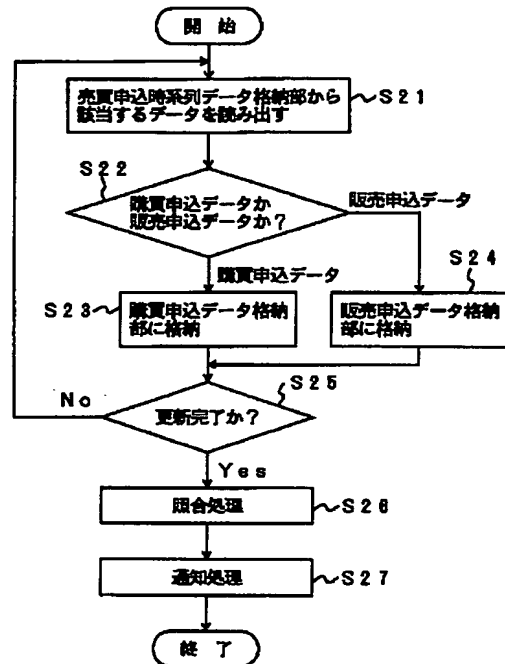 開 始
売買申込時系列データ格納部から
該当するデータを読み出す
S21
S22
購買申込データか
販売申込データか?
販売申込データ
購買申込データ
S24
S23
購買申込データ格納
部に格納
販売申込データ格納
部に格納
S25
No
更新完了か?
Yes
照合処理
S26
通知処理
S27
終 了